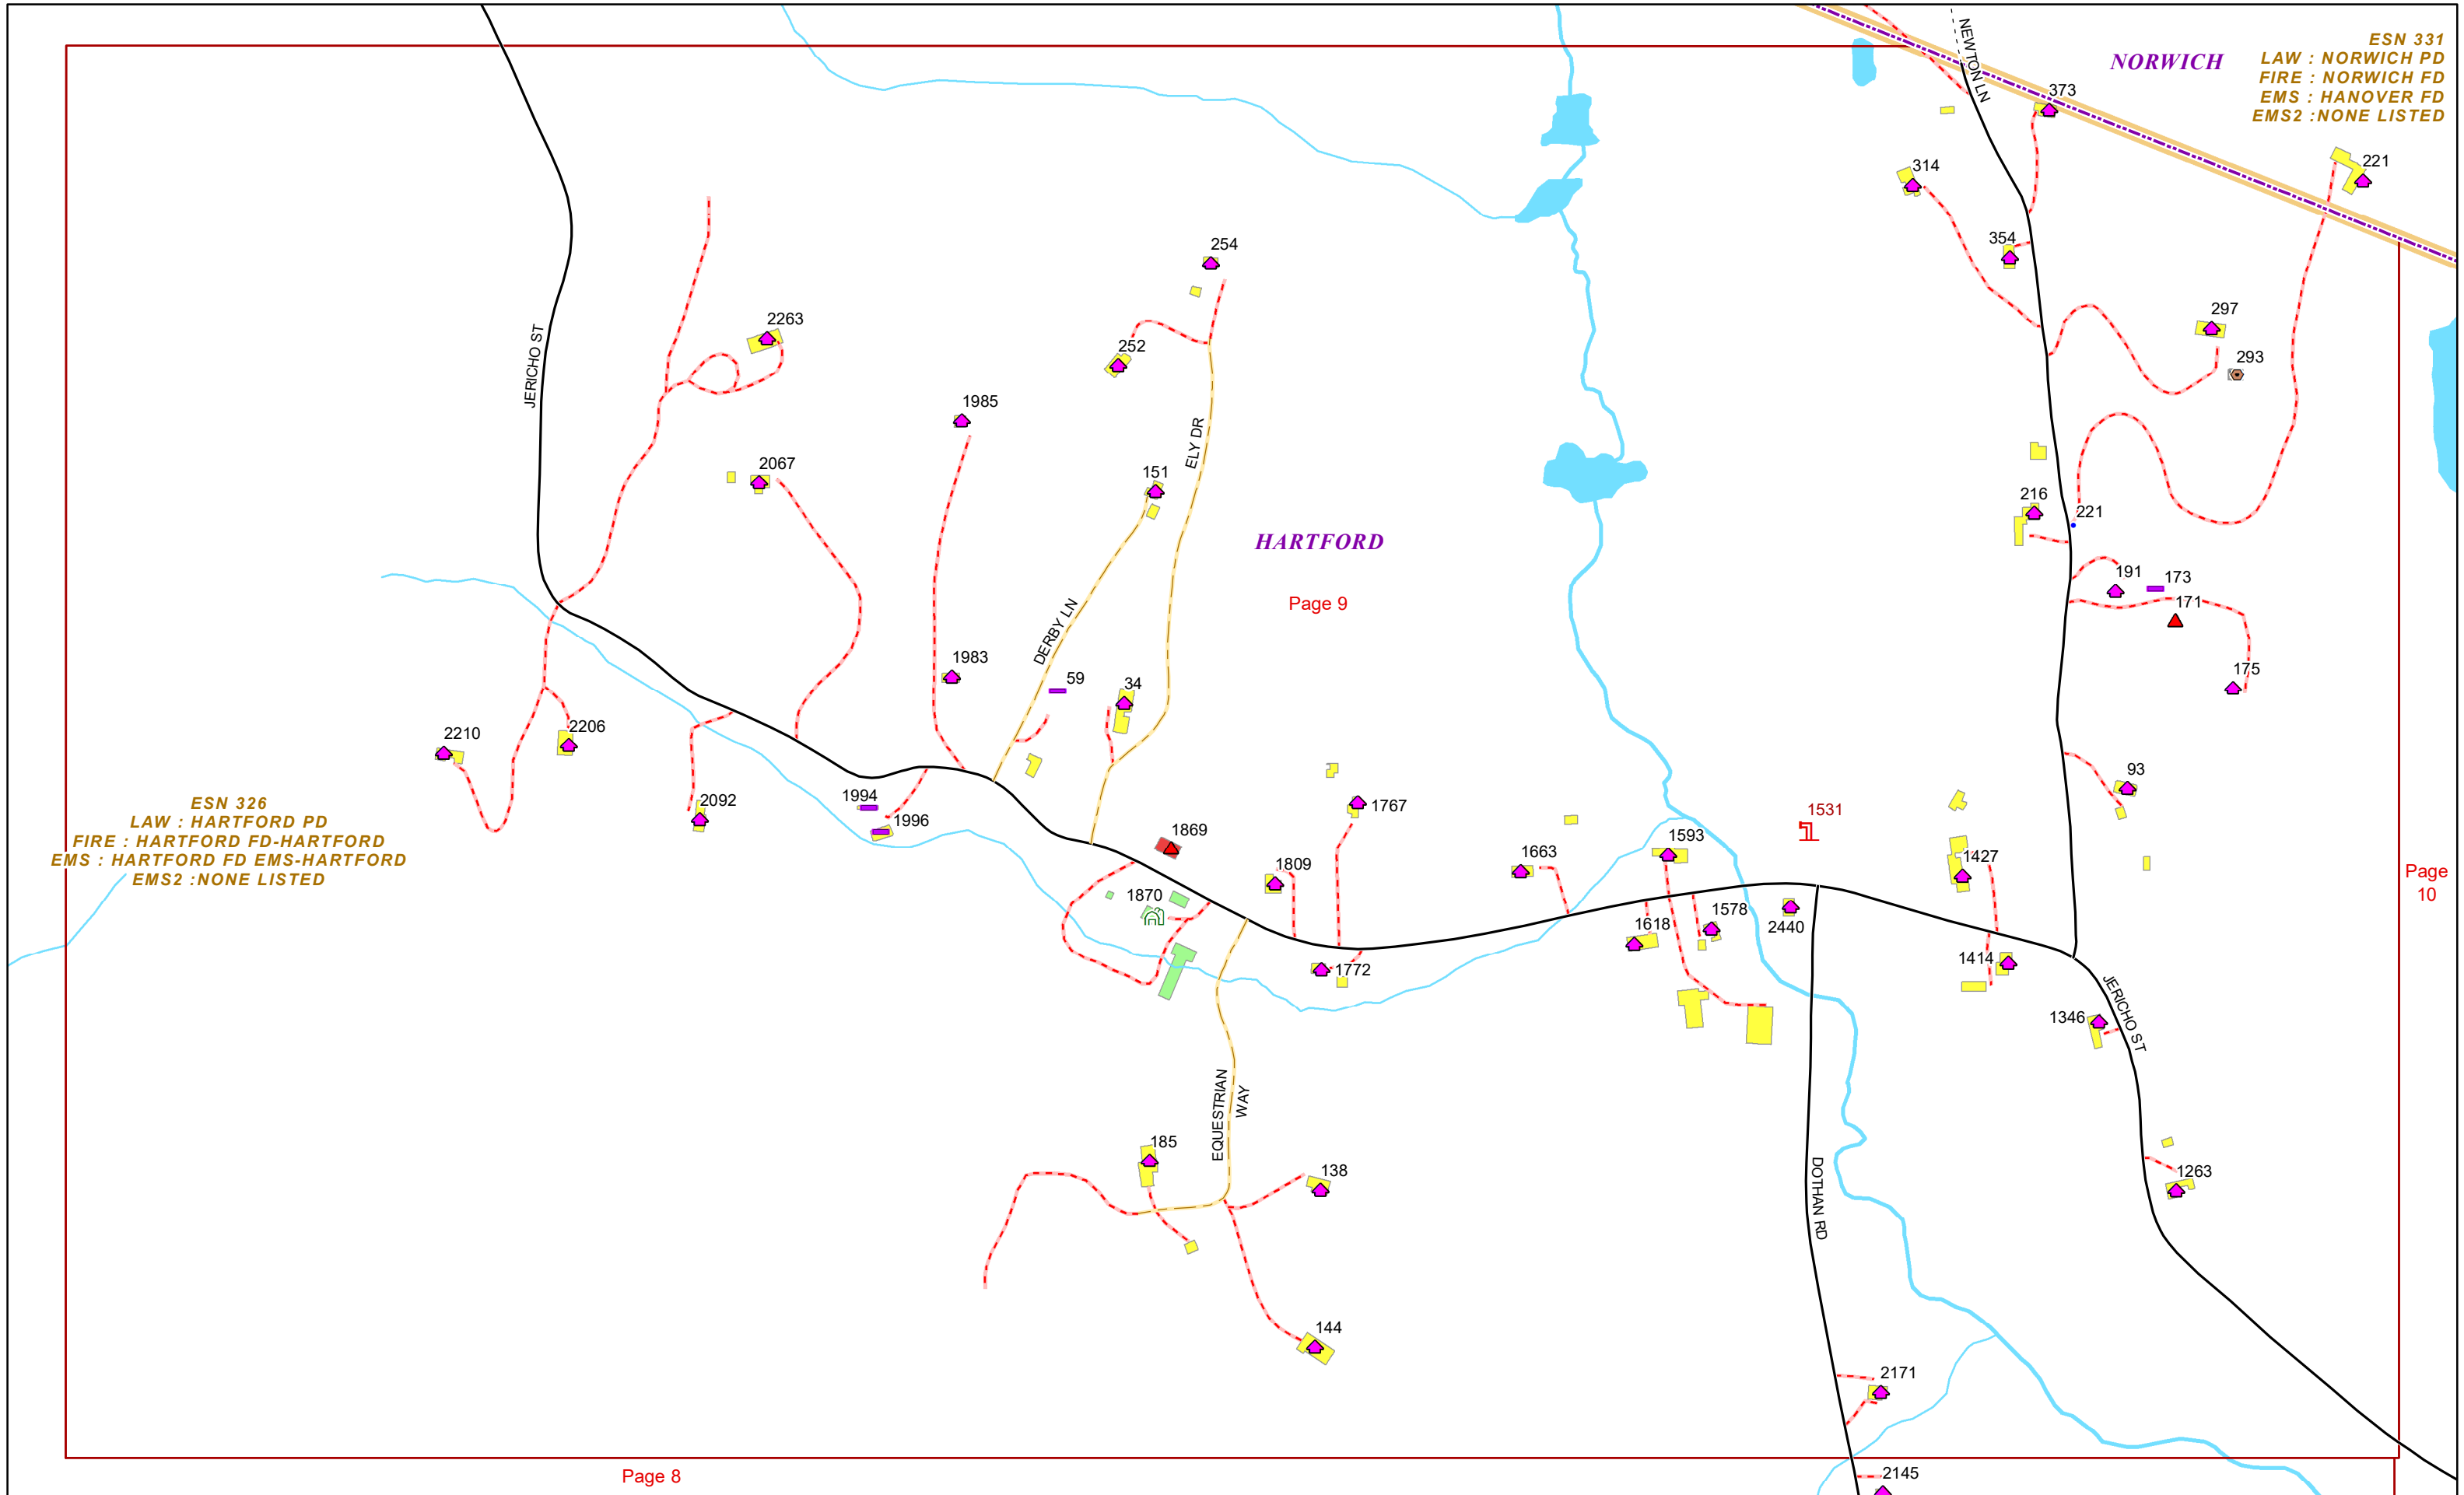 NEWTON LN
NORWICH
ESN 331
LAW : NORWICH PD
FIRE : NORWICH FD
EMS : HANOVER FD
EMS2 :NONE LISTED
373
314
221
354
254
297
293
2263
252
JERICHO ST
1985
ELY DR
2067
151
216
221
HARTFORD
Page 9
191
173
171
DERBY LN
1983
59
34
175
2210
2206
2092
1994
1996
93
ESN 326
LAW : HARTFORD PD
FIRE : HARTFORD FD-HARTFORD
EMS : HARTFORD FD EMS-HARTFORD
EMS2 :NONE LISTED
1767
1531
1869
1593
1809
1663
1427
Page
10
1870
1578
1618
2440
1772
1414
JERICHO ST
1346
EQUESTRIAN
WAY
185
138
DOTHAN RD
1263
144
2171
Page 8
2145